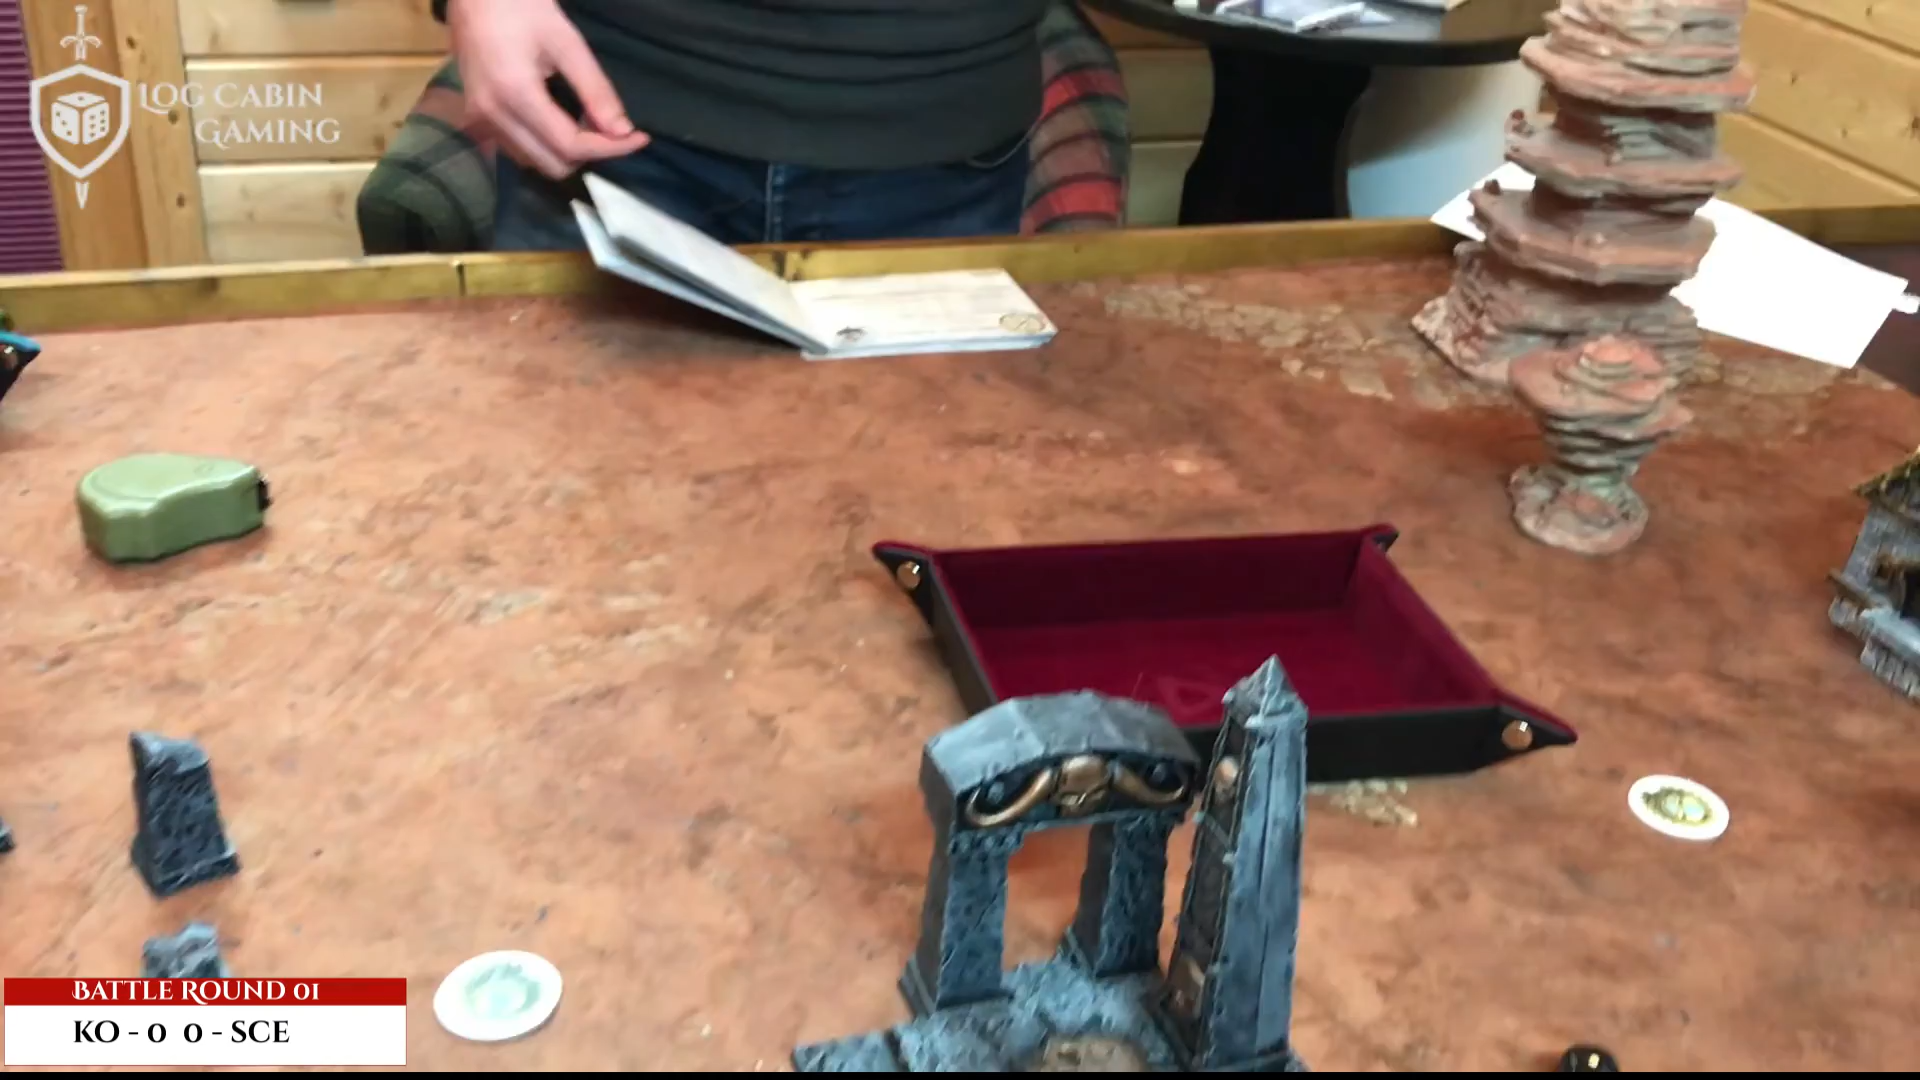 LOG CABIN
GAMING
BATTLE ROUND 01
KO - 0 0 - SCE